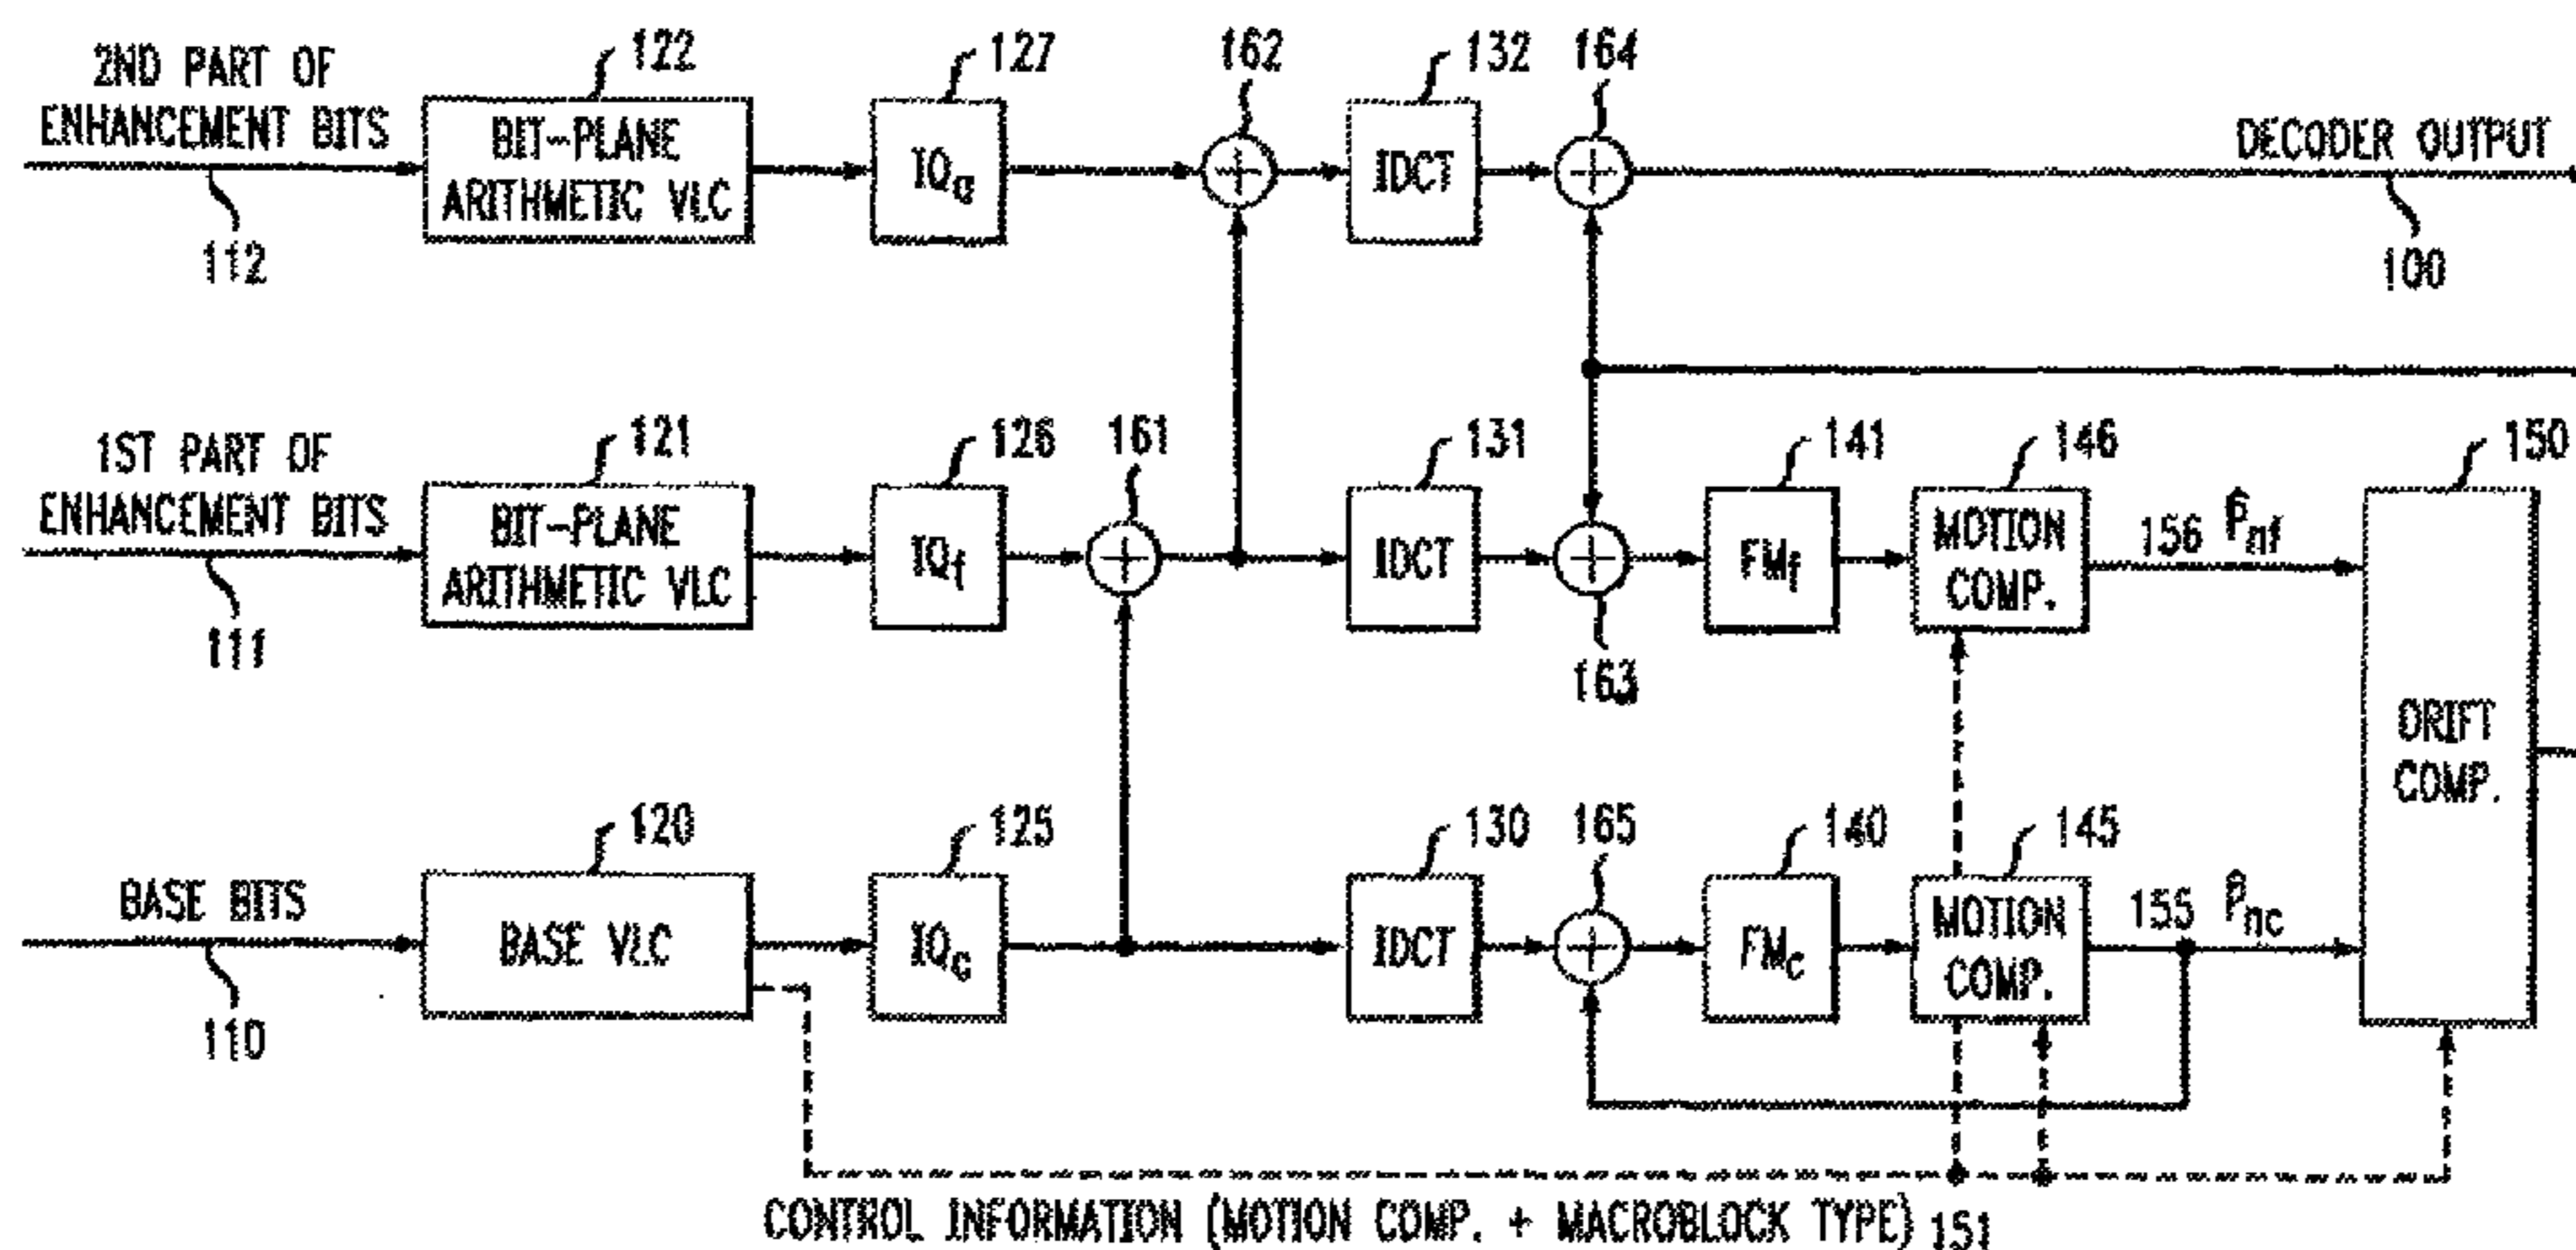 2ND PART OF
ENHANCEMENT BITS
112
122
BIT-PLANE
ARITHMETIC VLC
127
IQa
162
132
IDCT
164
DECODER OUTPUT
100
1ST PART OF
ENHANCEMENT BITS
111
121
BIT-PLANE
ARITHMETIC VLC
126
IQf
161
131
IDCT
163
141
FMf
146
MOTION
COMP.
156 P̂nf
150
DRIFT
COMP.
BASE BITS
110
120
BASE VLC
125
IQc
130
IDCT
165
140
FMc
145
MOTION
COMP.
155 P̂nc
CONTROL INFORMATION (MOTION COMP. + MACROBLOCK TYPE) 151